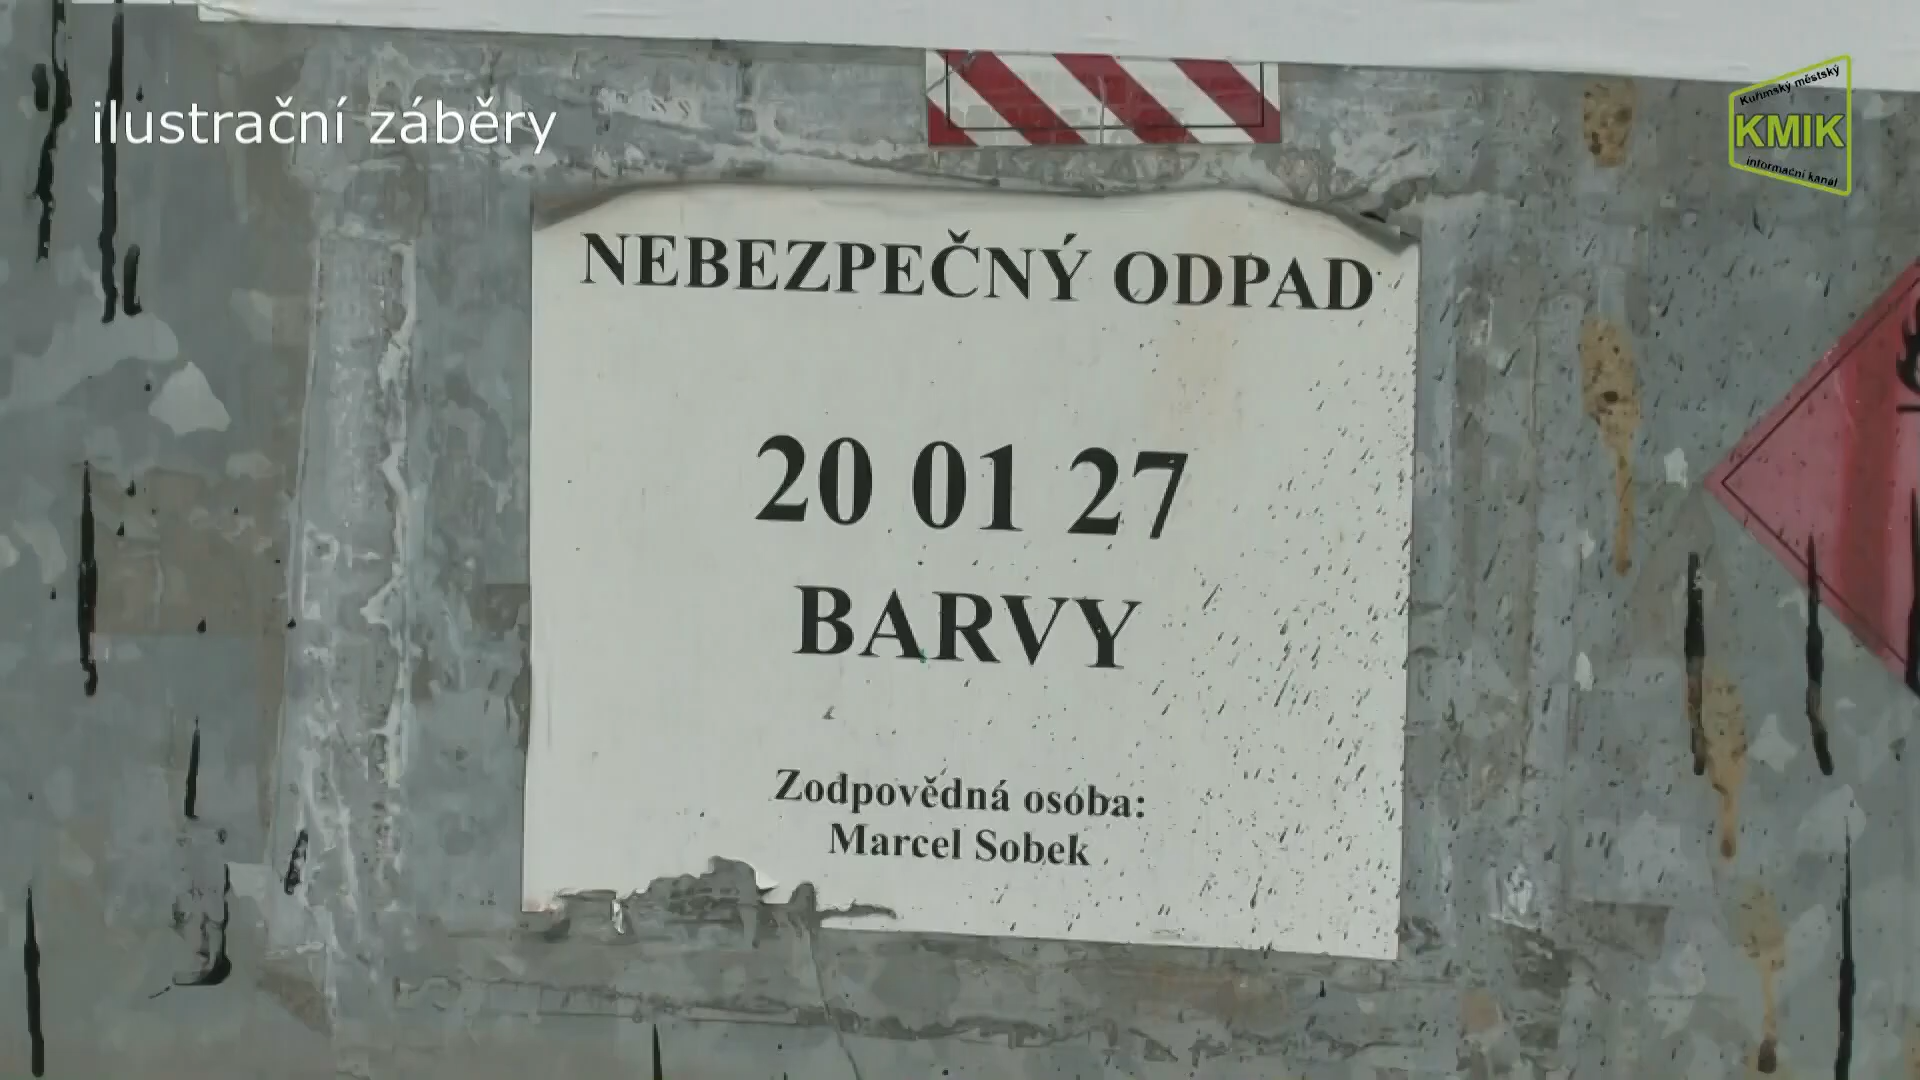 ilustrační záběry
Kuřimský městský
KMIK
informační kanál
NEBEZPEČNÝ ODPAD
20 01 27
BARVY
Zodpovědná osoba:
Marcel Sobek